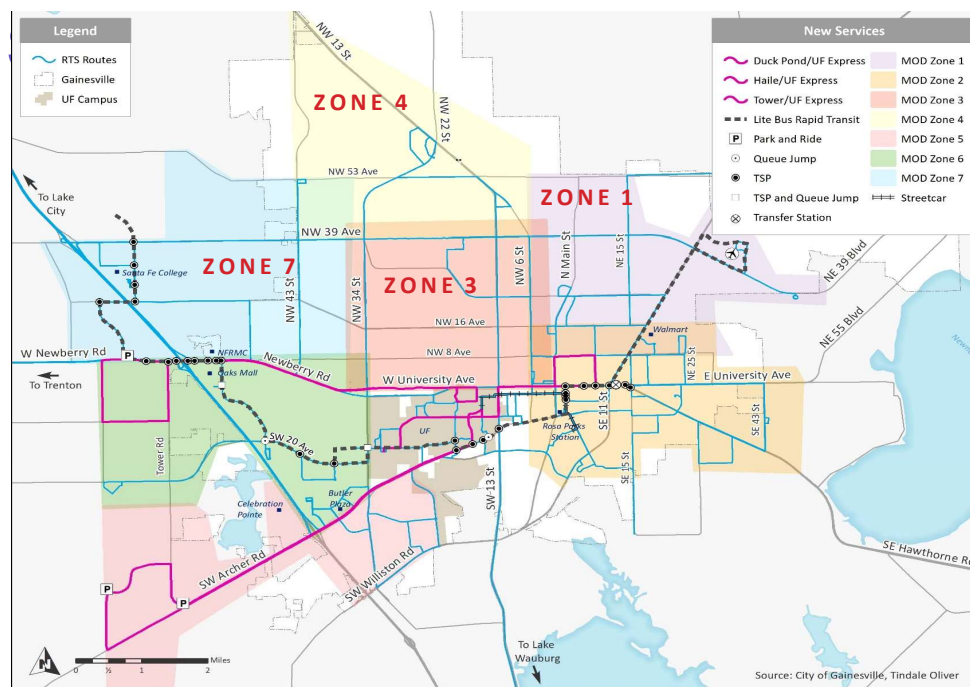 Legend
RTS Routes
Gainesville
UF Campus
New Services
Duck Pond/UF Express
Haile/UF Express
Tower/UF Express
Lite Bus Rapid Transit
P
Park and Ride
Queue Jump
TSP
TSP and Queue Jump
Transfer Station
MOD Zone 1
MOD Zone 2
MOD Zone 3
MOD Zone 4
MOD Zone 5
MOD Zone 6
MOD Zone 7
Streetcar
NW 13 St
ZONE 4
NW 22 St
To Lake
City
NW 53 Ave
ZONE 1
NW 39 Ave
Santa Fe College
ZONE 7
NW 43 St
NW 34 St
ZONE 3
NW 6 St
N Main St
NE 15 St
NE 39 Blvd
NE 55 Blvd
NW 16 Ave
Walmart
W Newberry Rd
P
NFRMC
Oaks Mall
Newberry Rd
NW 8 Ave
NE 25 St
To Trenton
W University Ave
E University Ave
Tower Rd
SW 20 Ave
UF
Rosa Parks
Station
SE 11 St
SE 15 St
SE 43 St
Celebration
Pointe
Butler
Plaza
SW 13 St
SW Archer Rd
SW Williston Rd
SE Hawthorne Rd
P
P
N
0
½
1
2
Miles
To Lake
Wauburg
Source: City of Gainesville, Tindale Oliver